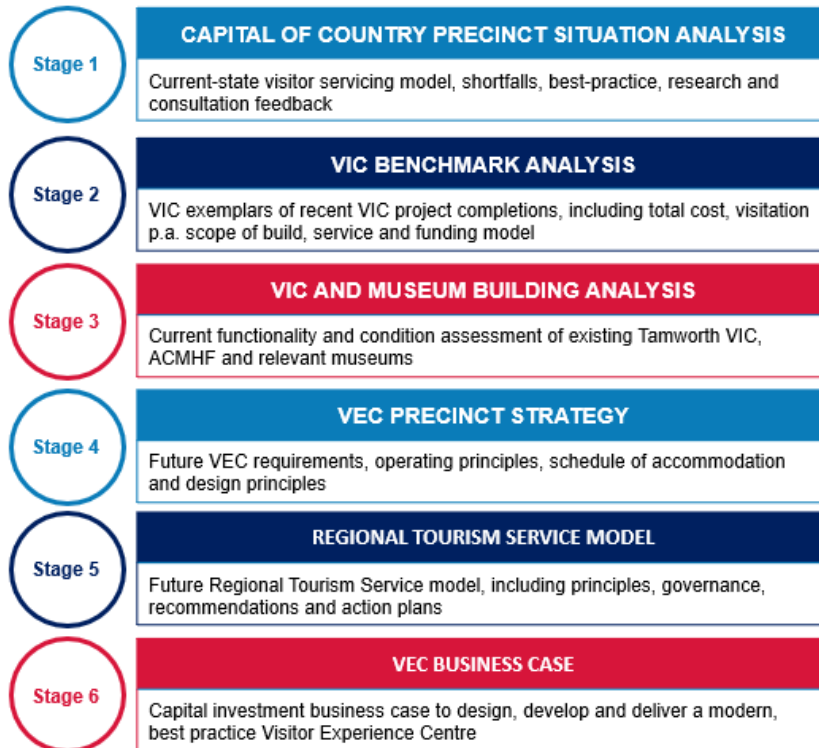 Stage 1
CAPITAL OF COUNTRY PRECINCT SITUATION ANALYSIS
Current-state visitor servicing model, shortfalls, best-practice, research and
consultation feedback
Stage 2
VIC BENCHMARK ANALYSIS
VIC exemplars of recent VIC project completions, including total cost, visitation
p.a. scope of build, service and funding model
Stage 3
VIC AND MUSEUM BUILDING ANALYSIS
Current functionality and condition assessment of existing Tamworth VIC,
ACMHF and relevant museums
Stage 4
VEC PRECINCT STRATEGY
Future VEC requirements, operating principles, schedule of accommodation
and design principles
Stage 5
REGIONAL TOURISM SERVICE MODEL
Future Regional Tourism Service model, including principles, governance,
recommendations and action plans
Stage 6
VEC BUSINESS CASE
Capital investment business case to design, develop and deliver a modern,
best practice Visitor Experience Centre